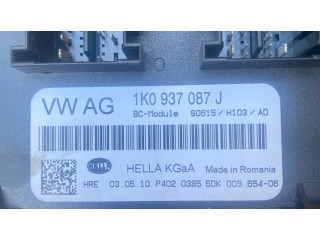 VW AG 1K0 937 087 J
BC-Module S0615 / H103 / AD
HELLA KGaA Made in Romania
HRE 03.05.10 P402 0385 5DK 009 654-06